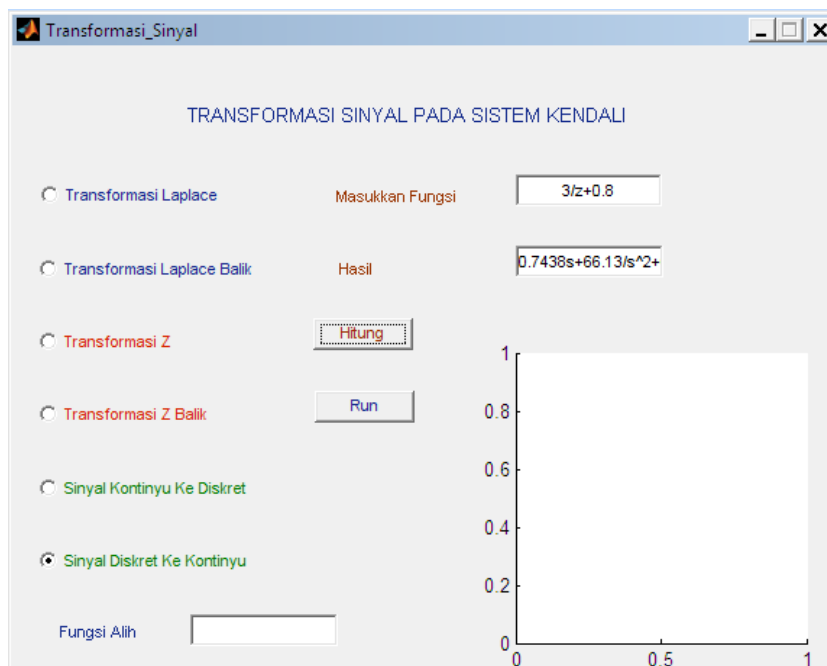 Transformasi_Sinyal
TRANSFORMASI SINYAL PADA SISTEM KENDALI
Transformasi Laplace
Masukkan Fungsi
3/z+0.8
Transformasi Laplace Balik
Hasil
0.7438s+66.13/s^2+
Transformasi Z
Hitung
Transformasi Z Balik
Run
Sinyal Kontinyu Ke Diskret
Sinyal Diskret Ke Kontinyu
Fungsi Alih
1
0.8
0.6
0.4
0.2
0
0 0.5 1